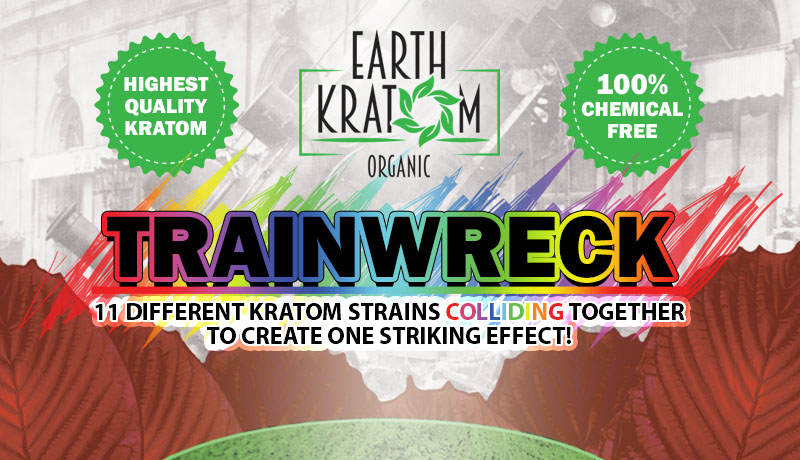 EARTH
KRATOM
ORGANIC
HIGHEST
QUALITY
KRATOM
100%
CHEMICAL
FREE
TRAINWRECK
11 DIFFERENT KRATOM STRAINS COLLIDING TOGETHER
TO CREATE ONE STRIKING EFFECT!